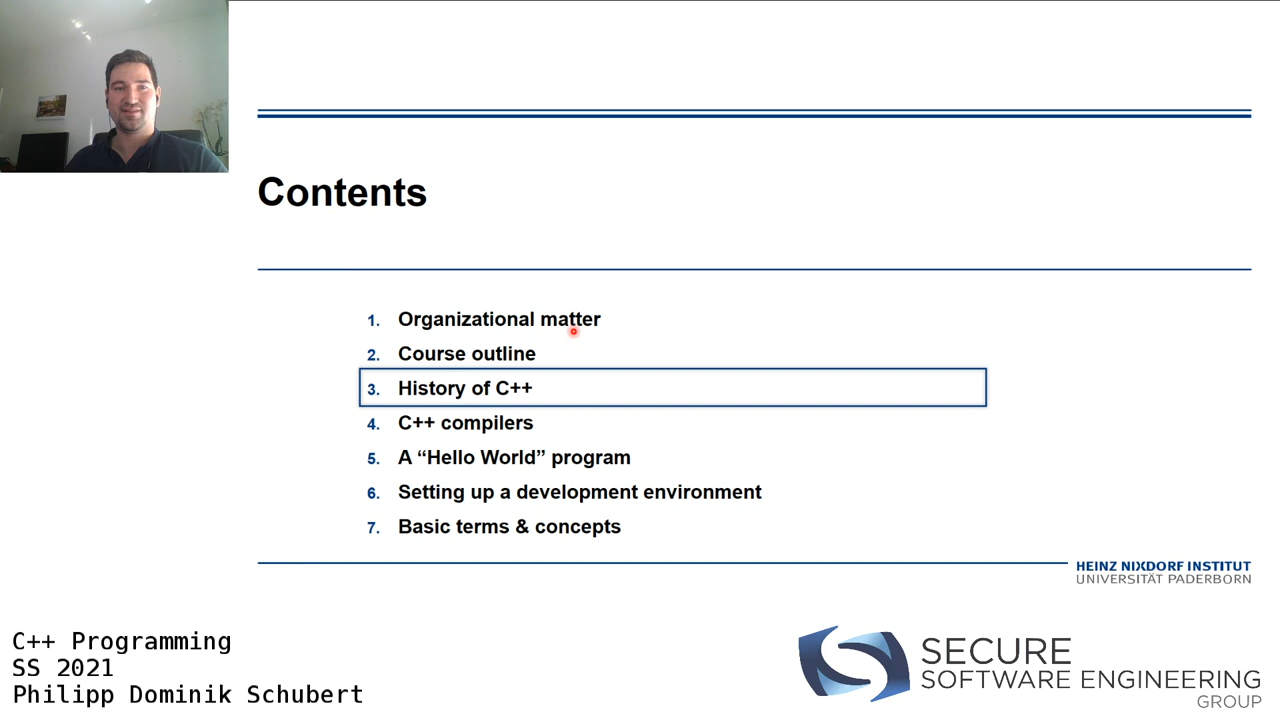 Contents
1. Organizational matter
2. Course outline
3. History of C++
4. C++ compilers
5. A “Hello World” program
6. Setting up a development environment
7. Basic terms & concepts
HEINZ NIXDORF INSTITUT
UNIVERSITÄT PADERBORN
C++ Programming
SS 2021
Philipp Dominik Schubert
SECURE
SOFTWARE ENGINEERING
GROUP